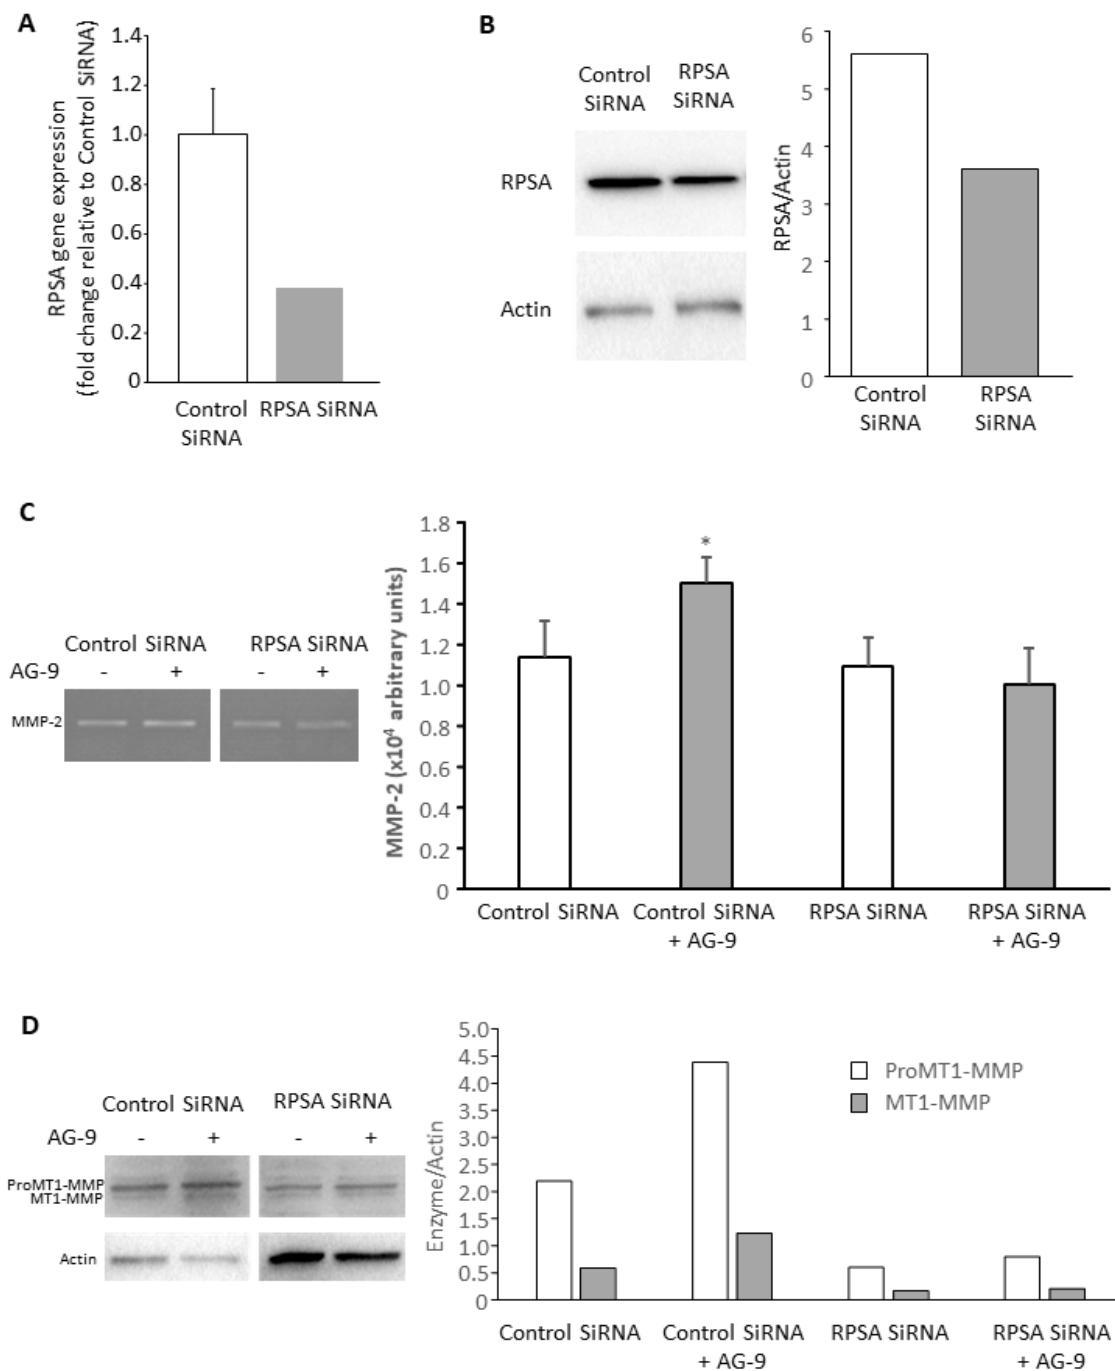 A
RPSA gene expression
(fold change relative to Control SiRNA)
1.4
1.2
1.0
0.8
0.6
0.4
0.2
0
Control
SiRNA
RPSA SiRNA
B
Control
SiRNA
RPSA
SiRNA
RPSA
Actin
RPSA/Actin
6
5
4
3
2
1
0
Control
SiRNA
RPSA
SiRNA
C
Control SiRNA
RPSA SiRNA
AG-9 - + - +
MMP-2
MMP-2 (x10⁴ arbitrary units)
1.8
1.6
1.4
1.2
1.0
0.8
0.6
0.4
0.2
0
*
Control SiRNA
Control SiRNA
+ AG-9
RPSA SiRNA
RPSA SiRNA
+ AG-9
D
Control SiRNA
RPSA SiRNA
AG-9 - + - +
ProMT1-MMP
MT1-MMP
Actin
Enzyme/Actin
5.0
4.5
4.0
3.5
3.0
2.5
2.0
1.5
1.0
0.5
0
ProMT1-MMP
MT1-MMP
Control SiRNA
Control SiRNA
+ AG-9
RPSA SiRNA
RPSA SiRNA
+ AG-9